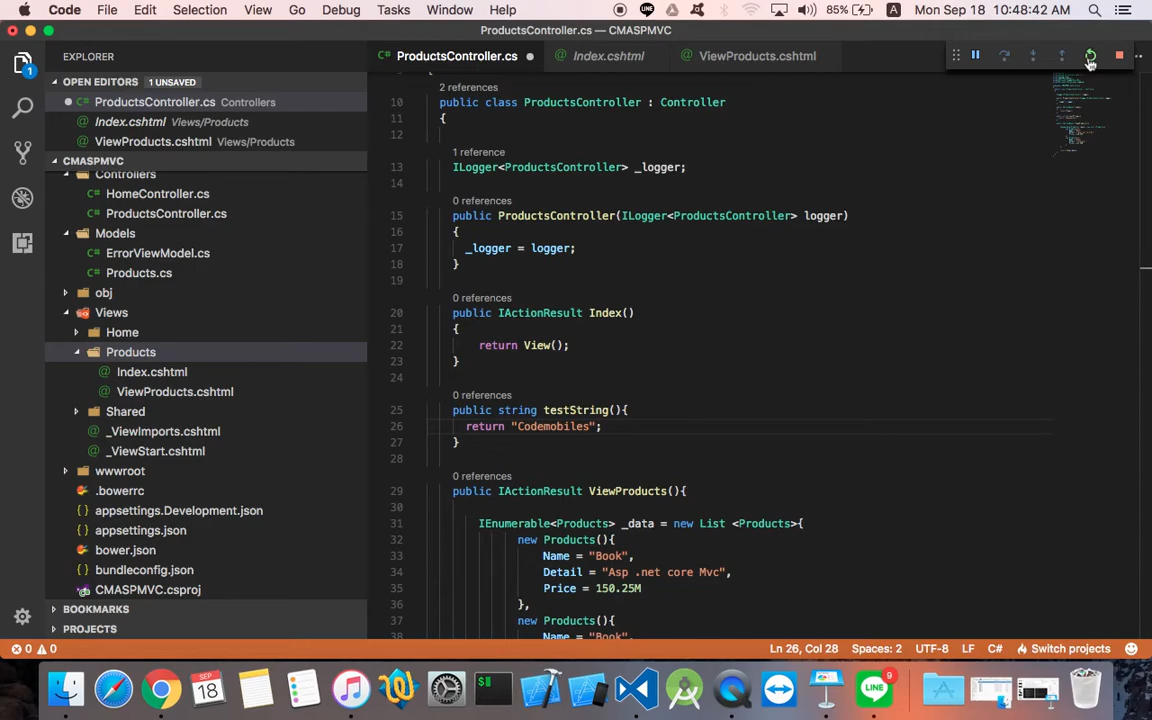 Code File Edit Selection View Go Debug Tasks Window Help 85% A Mon Sep 18 10:48:42 AM
ProductsController.cs — CMASPMVC
EXPLORER
ProductsController.cs Index.cshtml ViewProducts.cshtml
OPEN EDITORS 1 UNSAVED
ProductsController.cs Controllers
Index.cshtml Views/Products
ViewProducts.cshtml Views/Products
CMASPMVC
Controllers
HomeController.cs
ProductsController.cs
Models
ErrorViewModel.cs
Products.cs
obj
Views
Home
Products
Index.cshtml
ViewProducts.cshtml
Shared
_ViewImports.cshtml
_ViewStart.cshtml
wwwroot
.bowerrc
appsettings.Development.json
appsettings.json
bower.json
bundleconfig.json
CMASPMVC.csproj
BOOKMARKS
PROJECTS
1
2 references
10 public class ProductsController : Controller
11 {
12
1 reference
13 ILogger<ProductsController> _logger;
14
0 references
15 public ProductsController(ILogger<ProductsController> logger)
16 {
17 _logger = logger;
18 }
19
0 references
20 public IActionResult Index()
21 {
22 return View();
23 }
24
0 references
25 public string testString(){
26 return "Codemobiles";
27 }
28
0 references
29 public IActionResult ViewProducts(){
30
31 IEnumerable<Products> _data = new List <Products>{
32 new Products(){
33 Name = "Book",
34 Detail = "Asp .net core Mvc",
35 Price = 150.25M
36 },
37 new Products(){
38 Name = "Book",
0 0 Ln 26, Col 28 Spaces: 2 UTF-8 LF C# Switch projects
SEP
18
LINE
9